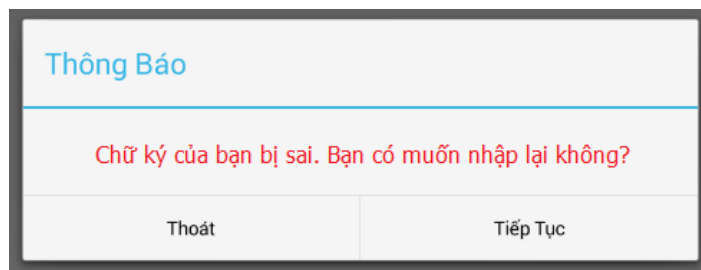 Thông Báo
Chữ ký của bạn bị sai. Bạn có muốn nhập lại không?
Thoát
Tiếp Tục